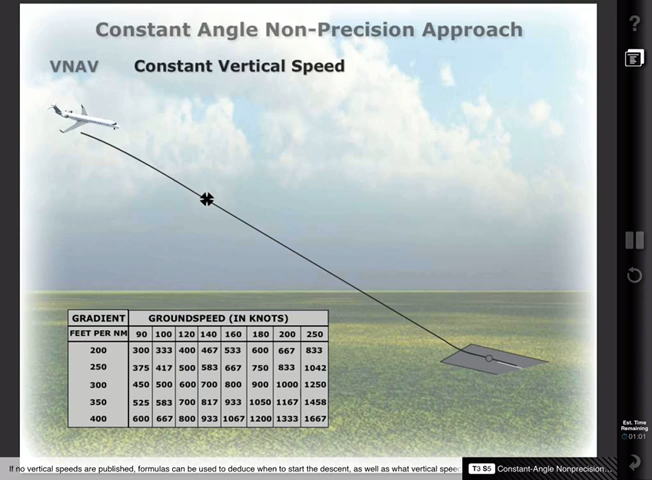 Constant Angle Non-Precision Approach
VNAV Constant Vertical Speed
?
GRADIENT GROUNDSPEED (IN KNOTS)
FEET PER NM 90 100 120 140 160 180 200 250
200 300 333 400 467 533 600 667 833
250 375 417 500 583 667 750 833 1042
300 450 500 600 700 800 900 1000 1250
350 525 583 700 817 933 1050 1167 1458
400 600 667 800 933 1067 1200 1333 1667
Est. Time
Remaining
01:01
If no vertical speeds are published, formulas can be used to deduce when to start the descent, as well as what vertical spee
T3 S5 Constant-Angle Nonprecision...